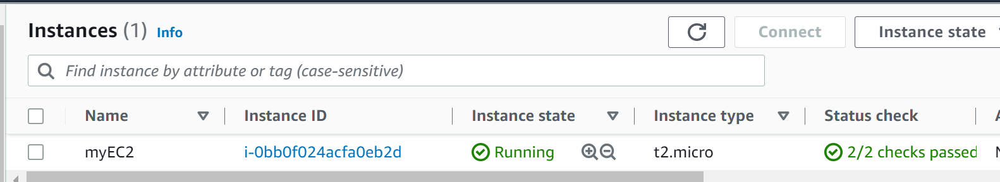 Instances (1) Info
Connect
Instance state
Find instance by attribute or tag (case-sensitive)
Name Instance ID Instance state Instance type Status check
myEC2 i-0bb0f024acfa0eb2d Running t2.micro 2/2 checks passed